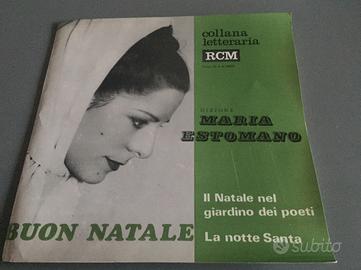 collana
letteraria
RCM
DIZIONE
MARIA
ESTOMANO
Il Natale nel
giardino dei poeti
La notte Santa
BUON NATALE
subito